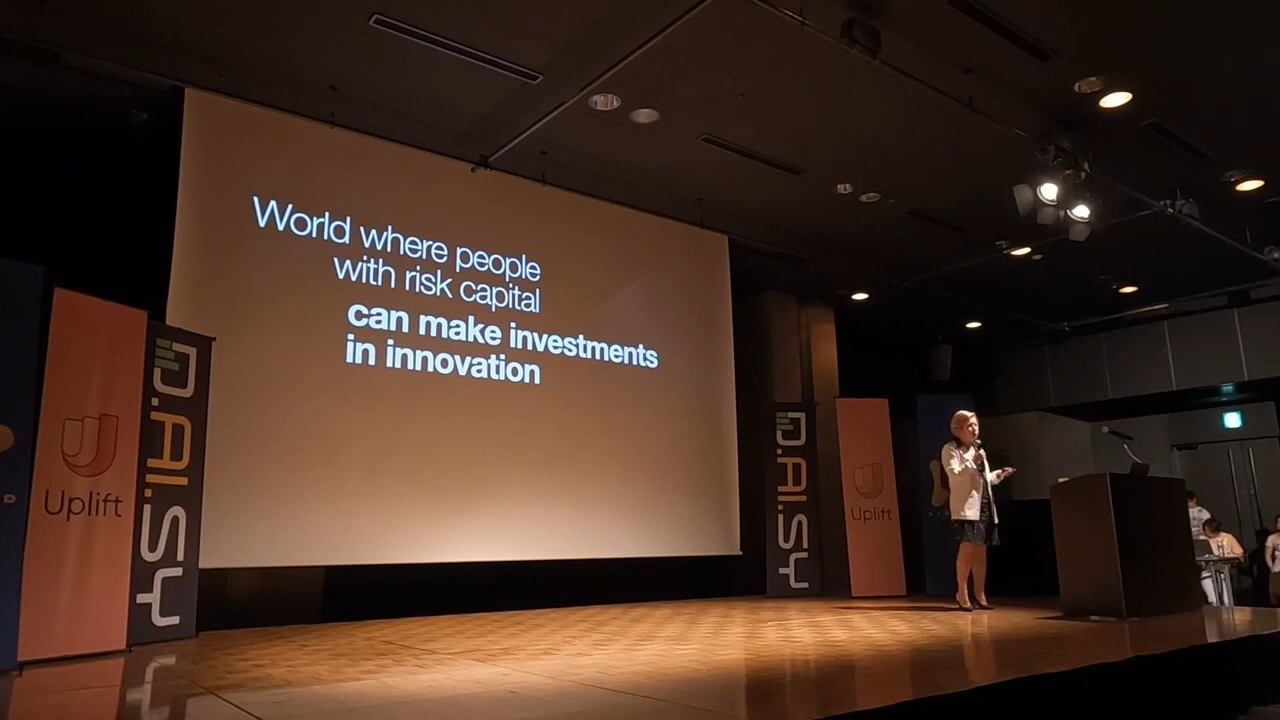 World where people
with risk capital
can make investments
in innovation
Uplift
D.AI.SY
D.AI.SY
Uplift